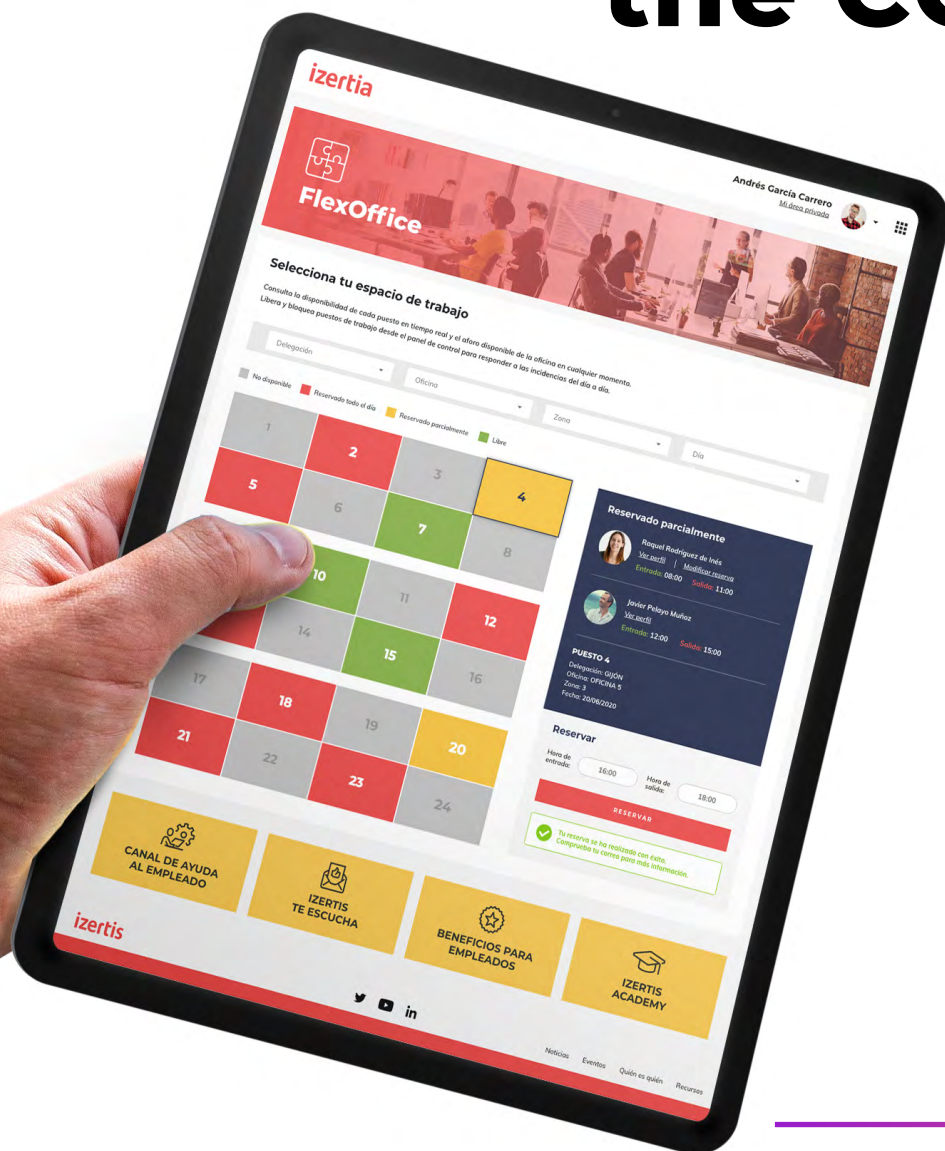 izertia
Andrés García Carrero
Mi área privada
FlexOffice
Selecciona tu espacio de trabajo
Consulta la disponibilidad de cada puesto en tiempo real y el aforo disponible de la oficina en cualquier momento.
Libera y bloquea puestos de trabajo desde el panel de control para responder a las incidencias del día a día.
Delegación
Oficina
Zona
Día
No disponible
Reservado todo el día
Reservado parcialmente
Libre
1
2
3
4
5
6
7
8
10
11
12
14
15
16
17
18
19
20
21
22
23
24
Reservado parcialmente
Raquel Rodríguez de Inés
Ver perfil | Modificar reserva
Entrada: 08:00 Salida: 11:00
Javier Pelayo Muñoz
Ver perfil
Entrada: 12:00 Salida: 15:00
PUESTO 4
Delegación: GIJÓN
Oficina: OFICINA 5
Zona: 3
Fecha: 20/06/2020
Reservar
Hora de
entrada:
16:00
Hora de
salida:
18:00
RESERVAR
Tu reserva se ha realizado con éxito.
Comprueba tu correo para más información.
CANAL DE AYUDA
AL EMPLEADO
IZERTIS
TE ESCUCHA
BENEFICIOS PARA
EMPLEADOS
IZERTIS
ACADEMY
izertis
in
Noticias
Eventos
Quién es quién
Recursos